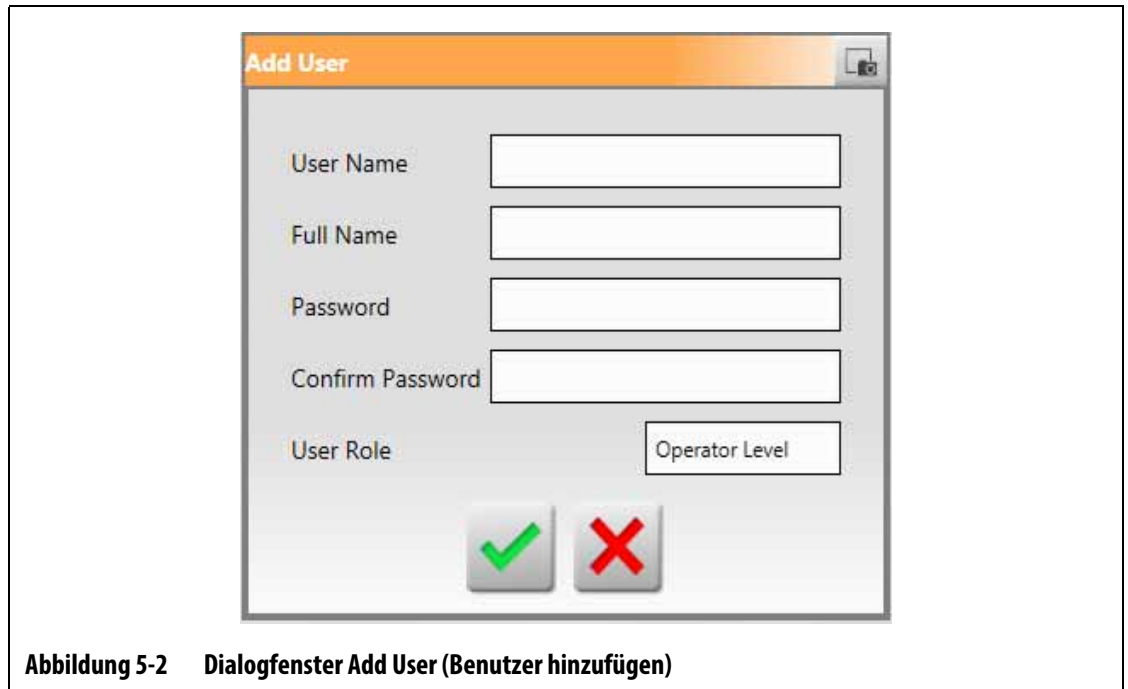 Add User
User Name
Full Name
Password
Confirm Password
User Role Operator Level
Abbildung 5-2 Dialogfenster Add User (Benutzer hinzufügen)